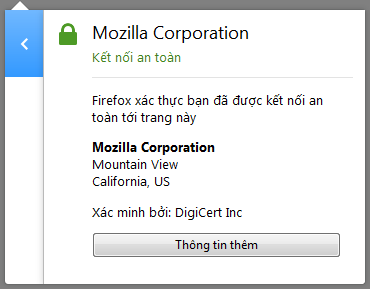 Mozilla Corporation
Kết nối an toàn
Firefox xác thực bạn đã được kết nối an
toàn tới trang này
Mozilla Corporation
Mountain View
California, US
Xác minh bởi: DigiCert Inc
Thông tin thêm